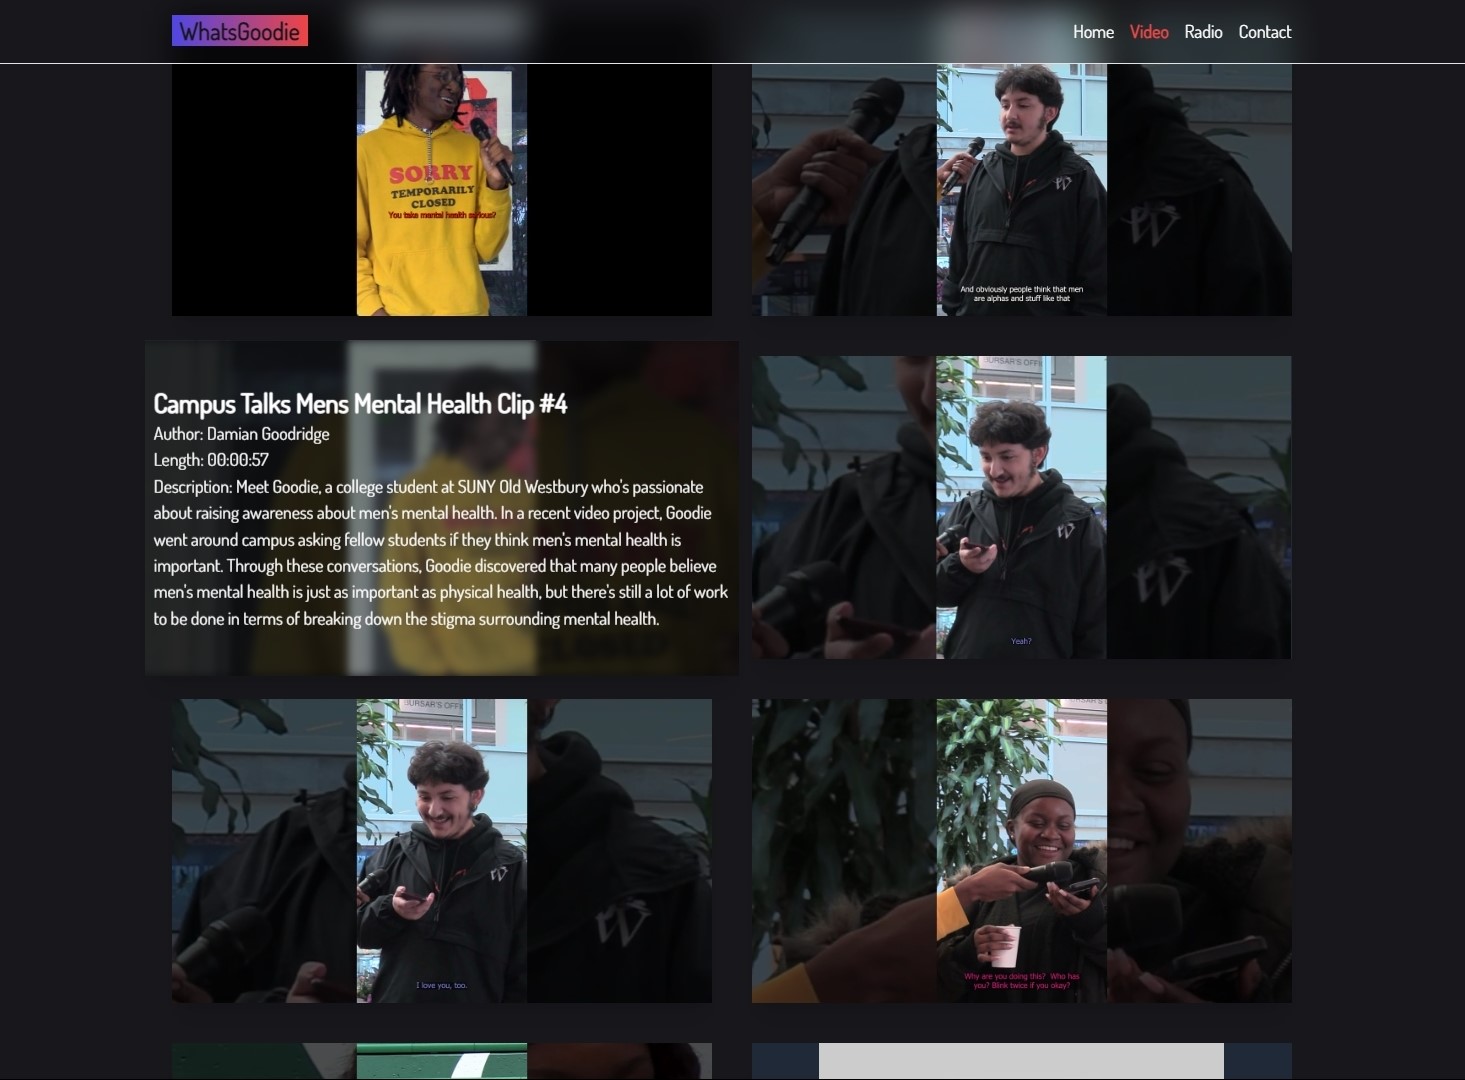 WhatsGoodie
Home Video Radio Contact
SORRY
TEMPORARILY
CLOSED
You take mental health serious?
And obviously people think that men
are alphas and stuff like that
Campus Talks Mens Mental Health Clip #4
Author: Damian Goodridge
Length: 00:00:57
Description: Meet Goodie, a college student at SUNY Old Westbury who's passionate
about raising awareness about men's mental health. In a recent video project, Goodie
went around campus asking fellow students if they think men's mental health is
important. Through these conversations, Goodie discovered that many people believe
men's mental health is just as important as physical health, but there's still a lot of work
to be done in terms of breaking down the stigma surrounding mental health.
Yeah?
I love you, too.
Why are you doing this? Who has
you? Blink twice if you okay?